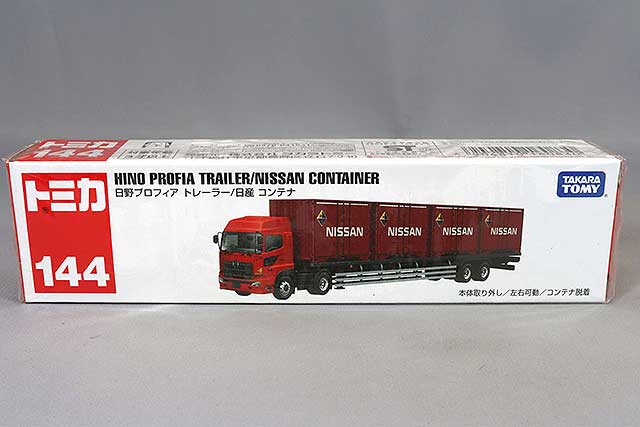 トミカ
144
トミカ
144
HINO PROFIA TRAILER/NISSAN CONTAINER
日野プロフィア トレーラー/日産 コンテナ
TAKARA
TOMY
NISSAN
NISSAN
NISSAN
NISSAN
本体取り外し/左右可動/コンテナ脱着